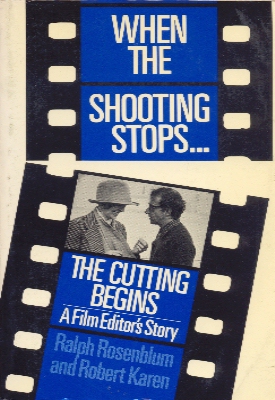 WHEN
THE
SHOOTING
STOPS...
THE CUTTING
BEGINS
A Film Editor's Story
Ralph Rosenblum
and Robert Karen